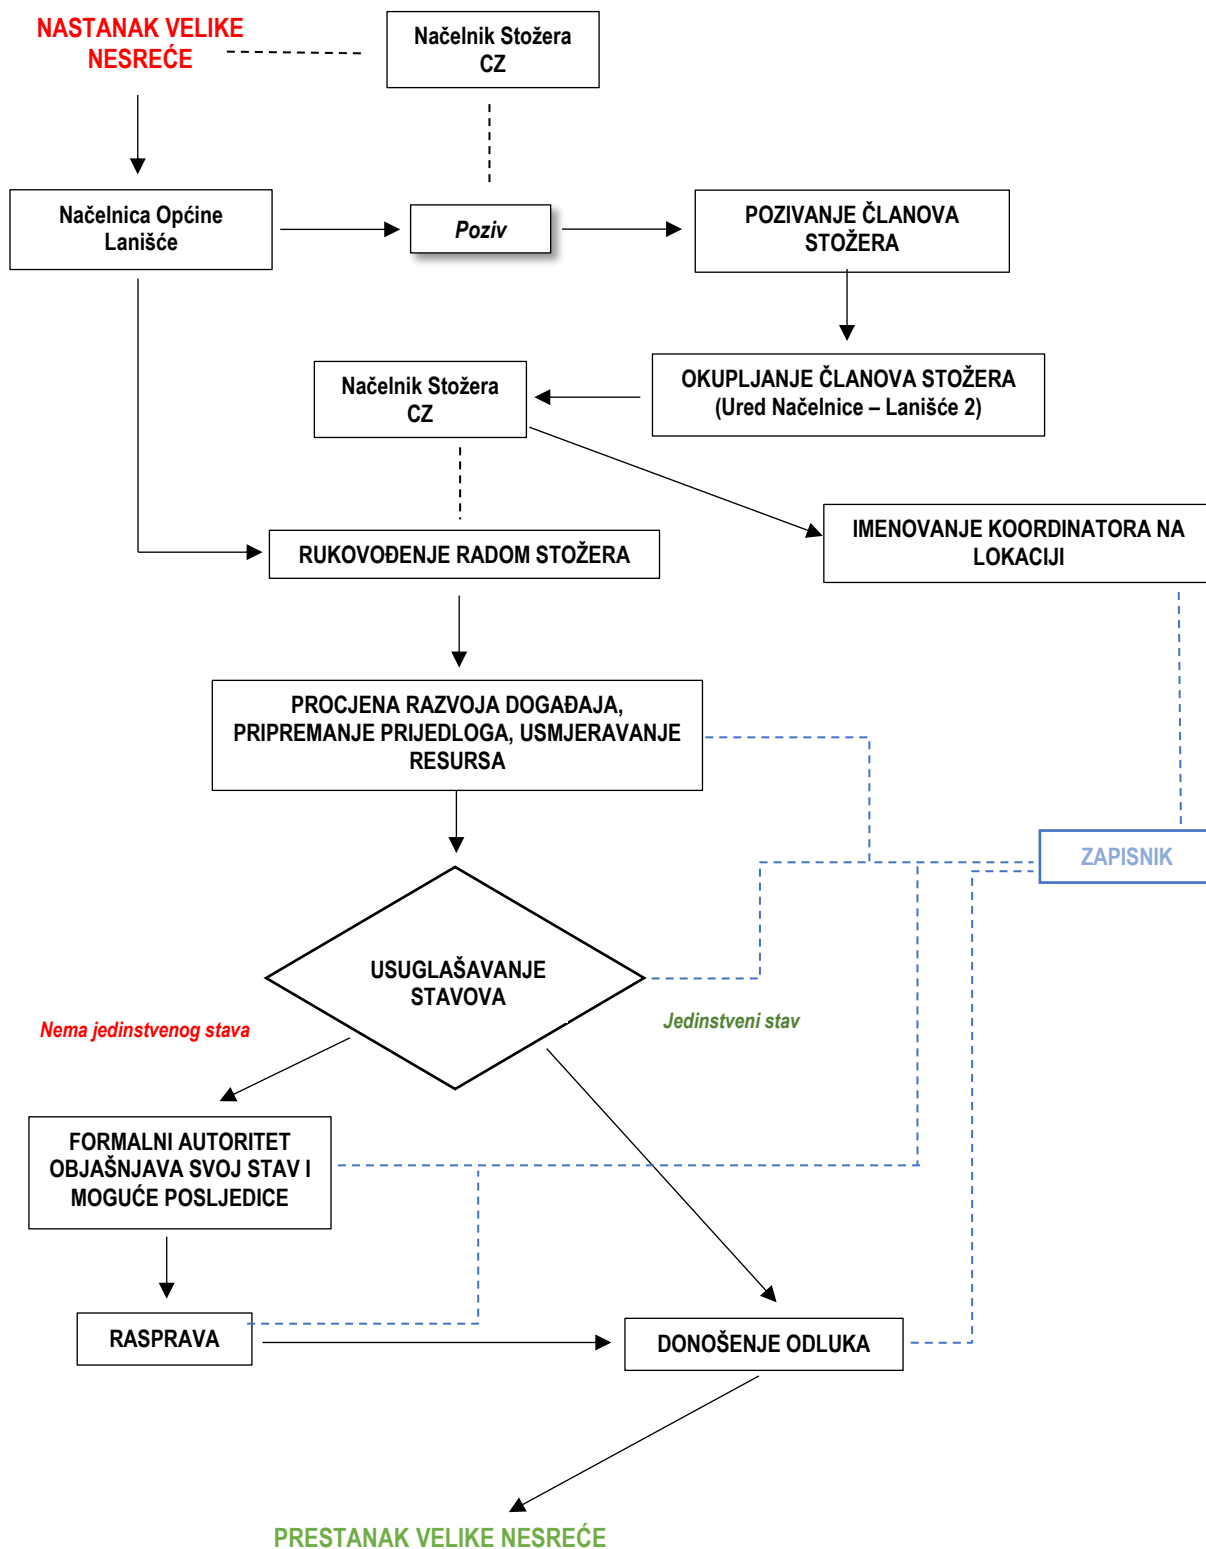 NASTANAK VELIKE
NESREĆE
Načelnik Stožera
CZ
Načelnica Općine
Lanišće
Poziv
POZIVANJE ČLANOVA
STOŽERA
Načelnik Stožera
CZ
OKUPLJANJE ČLANOVA STOŽERA
(Ured Načelnice – Lanišće 2)
RUKOVOĐENJE RADOM STOŽERA
IMENOVANJE KOORDINATORA NA
LOKACIJI
PROCJENA RAZVOJA DOGAĐAJA,
PRIPREMANJE PRIJEDLOGA, USMJERAVANJE
RESURSA
ZAPISNIK
USUGLAŠAVANJE
STAVOVA
Nema jedinstvenog stava
Jedinstveni stav
FORMALNI AUTORITET
OBJAŠNJAVA SVOJ STAV I
MOGUĆE POSLJEDICE
RASPRAVA
DONOŠENJE ODLUKA
PRESTANAK VELIKE NESREĆE